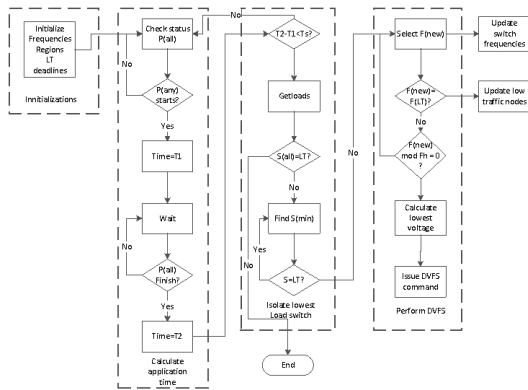 Initialize
Frequencies
Regions
LT
deadlines
Innitializations
Check status
P(all)
No
P(any)
starts?
Yes
Time=T1
Wait
No
P(all)
Finish?
Yes
Time=T2
Calculate
application
time
No
T2-T1<Ts?
Getloads
S(all)=LT?
No
Find S(min)
Yes
No
S=LT?
Isolate lowest
Load switch
End
No
Select F(new)
F(new)=
F(LT)?
No
F(new)
mod Fh = 0
?
Calculate
lowest
voltage
Issue DVFS
command
Perform DVFS
Update
switch
frequencies
Update low
traffic nodes